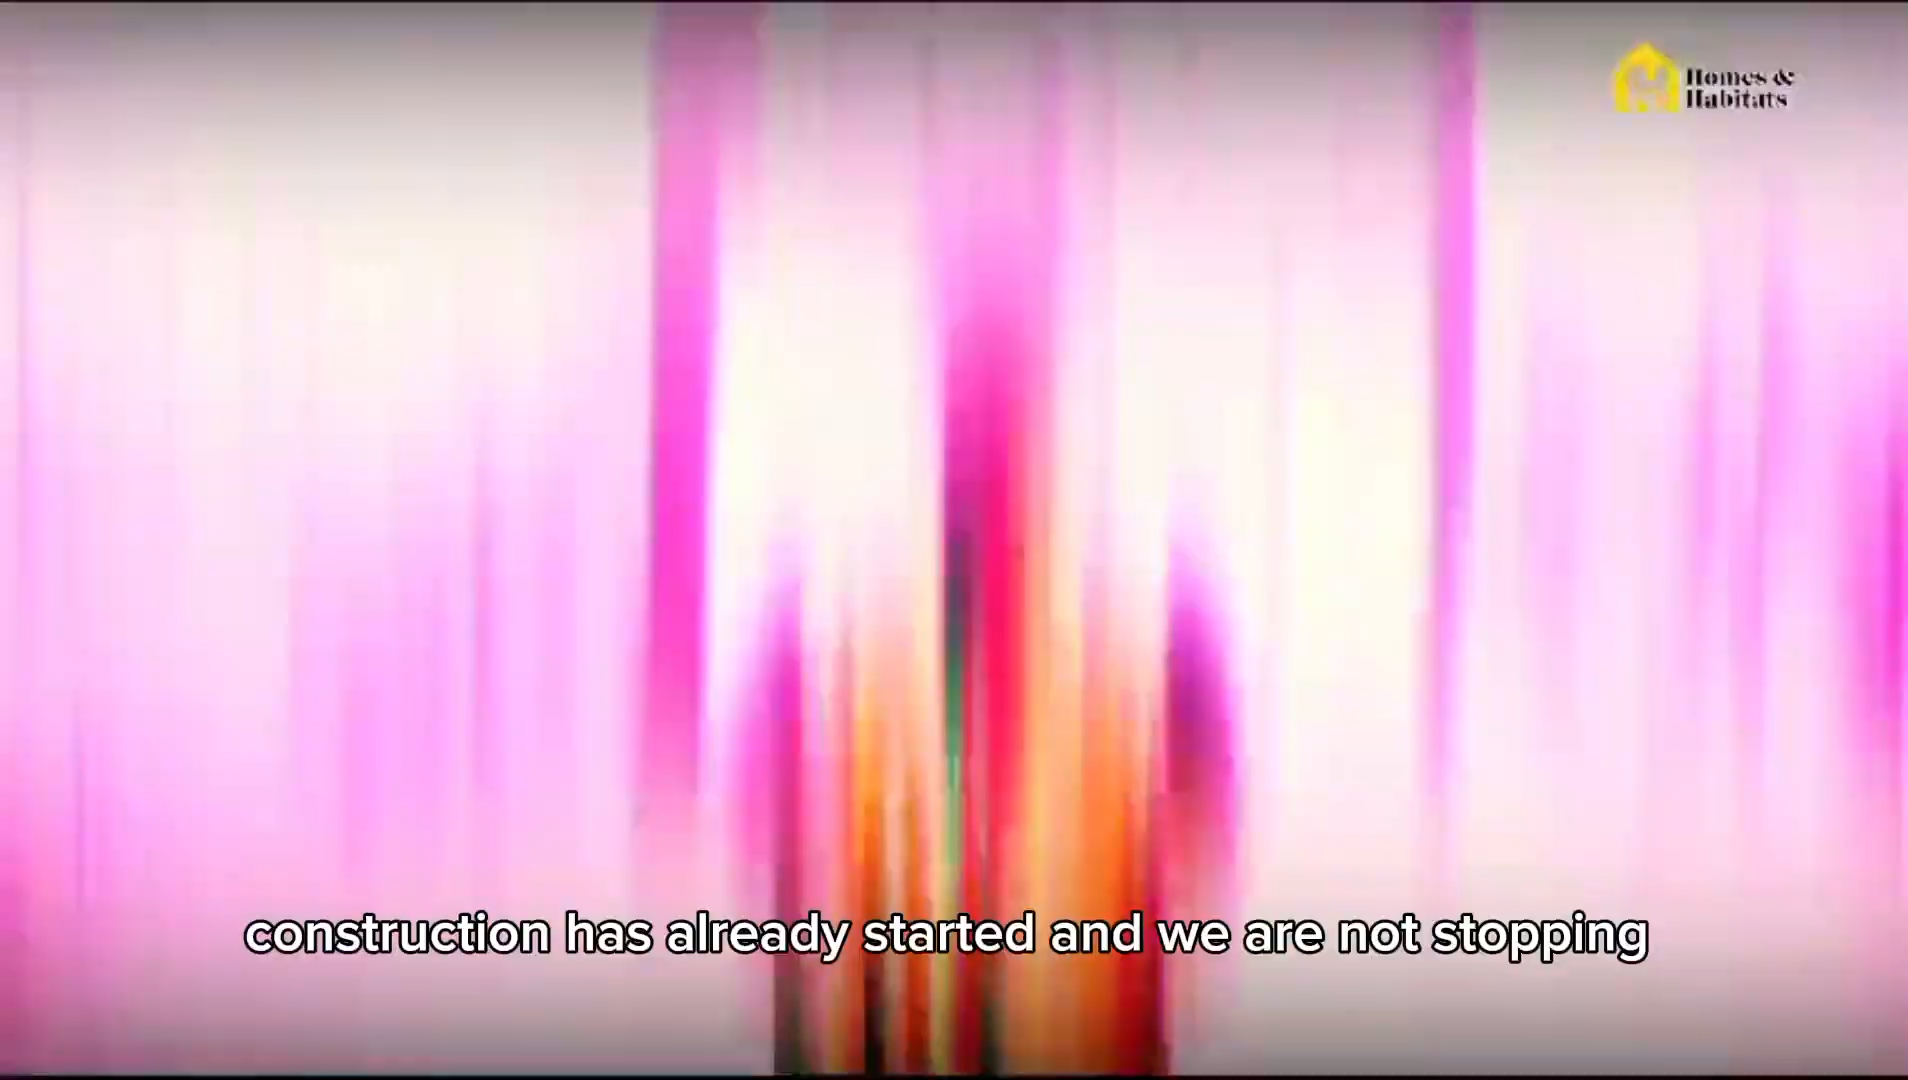 Homes &
Habitats
construction has already started and we are not stopping